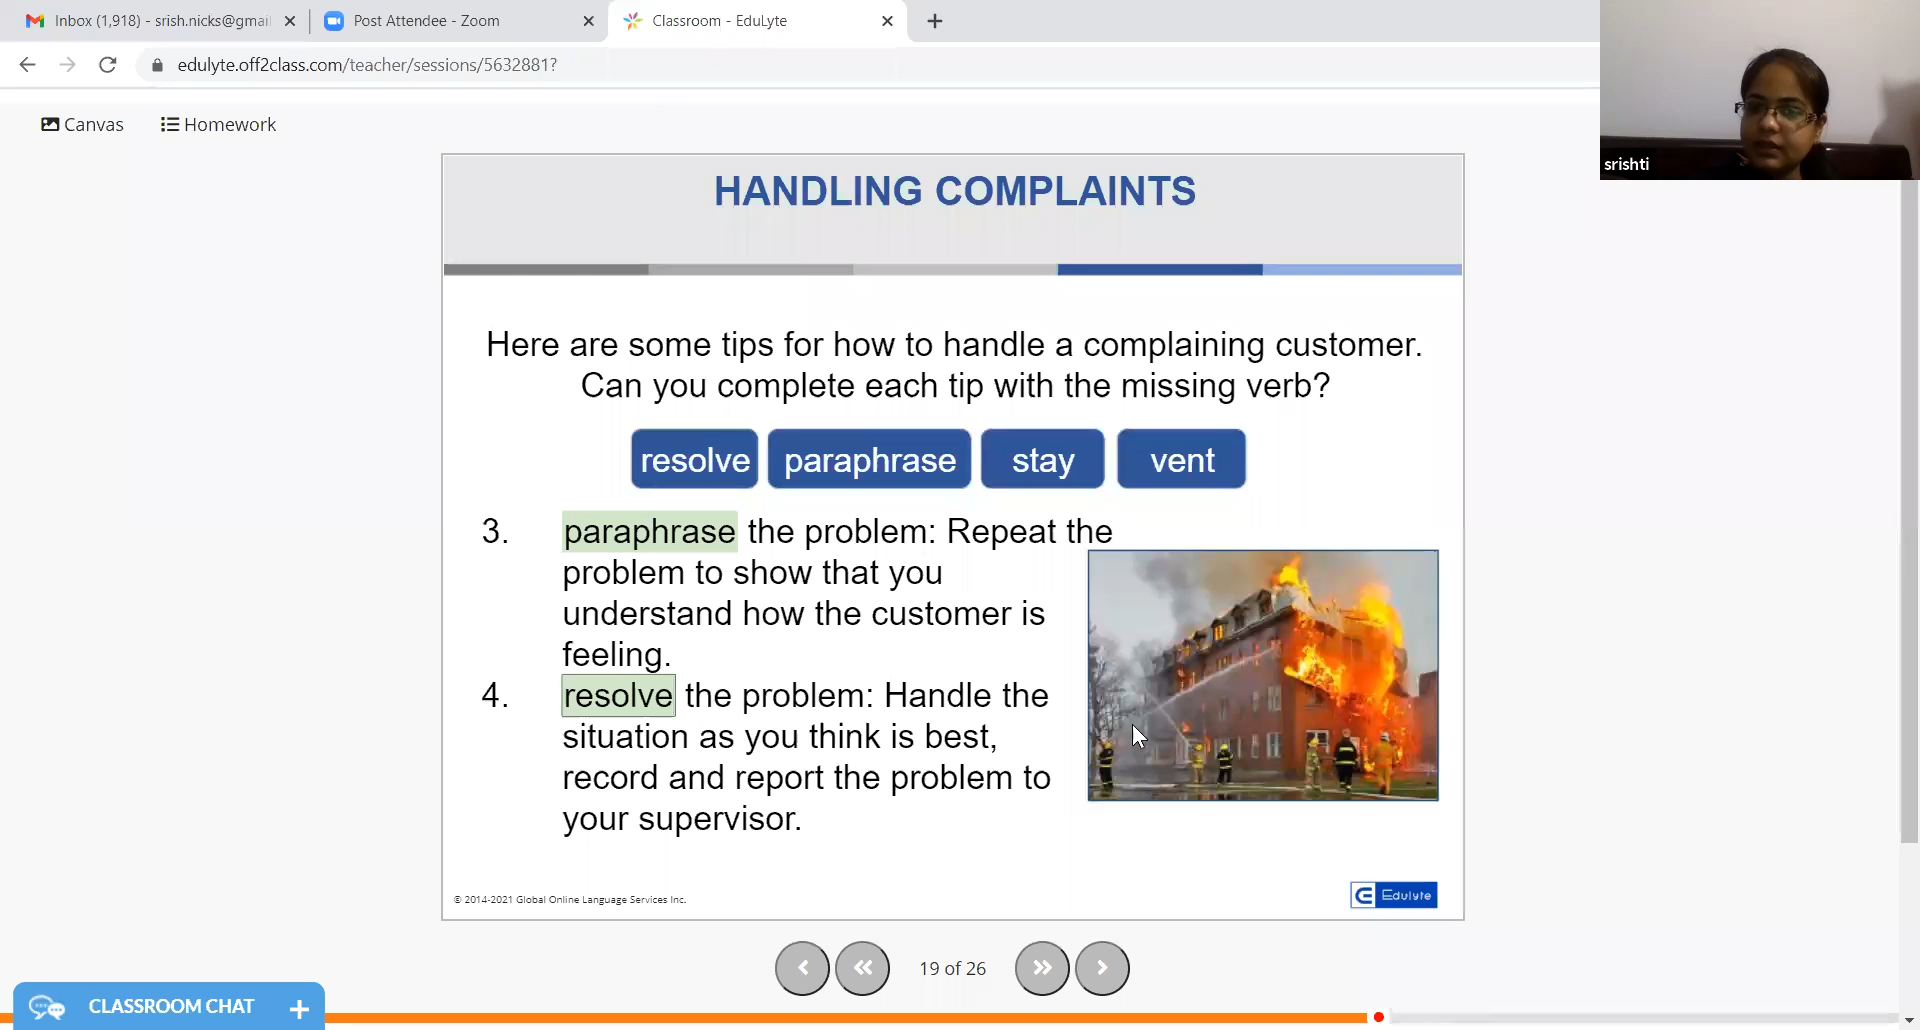 Inbox (1,918) - srish.nicks@gmai
Post Attendee - Zoom
Classroom - EduLyte
edulyte.off2class.com/teacher/sessions/5632881?
srishti
Canvas
Homework
HANDLING COMPLAINTS
Here are some tips for how to handle a complaining customer.
Can you complete each tip with the missing verb?
resolve paraphrase stay vent
3. paraphrase the problem: Repeat the
problem to show that you
understand how the customer is
feeling.
4. resolve the problem: Handle the
situation as you think is best,
record and report the problem to
your supervisor.
© 2014-2021 Global Online Language Services Inc.
Edulyte
19 of 26
CLASSROOM CHAT +